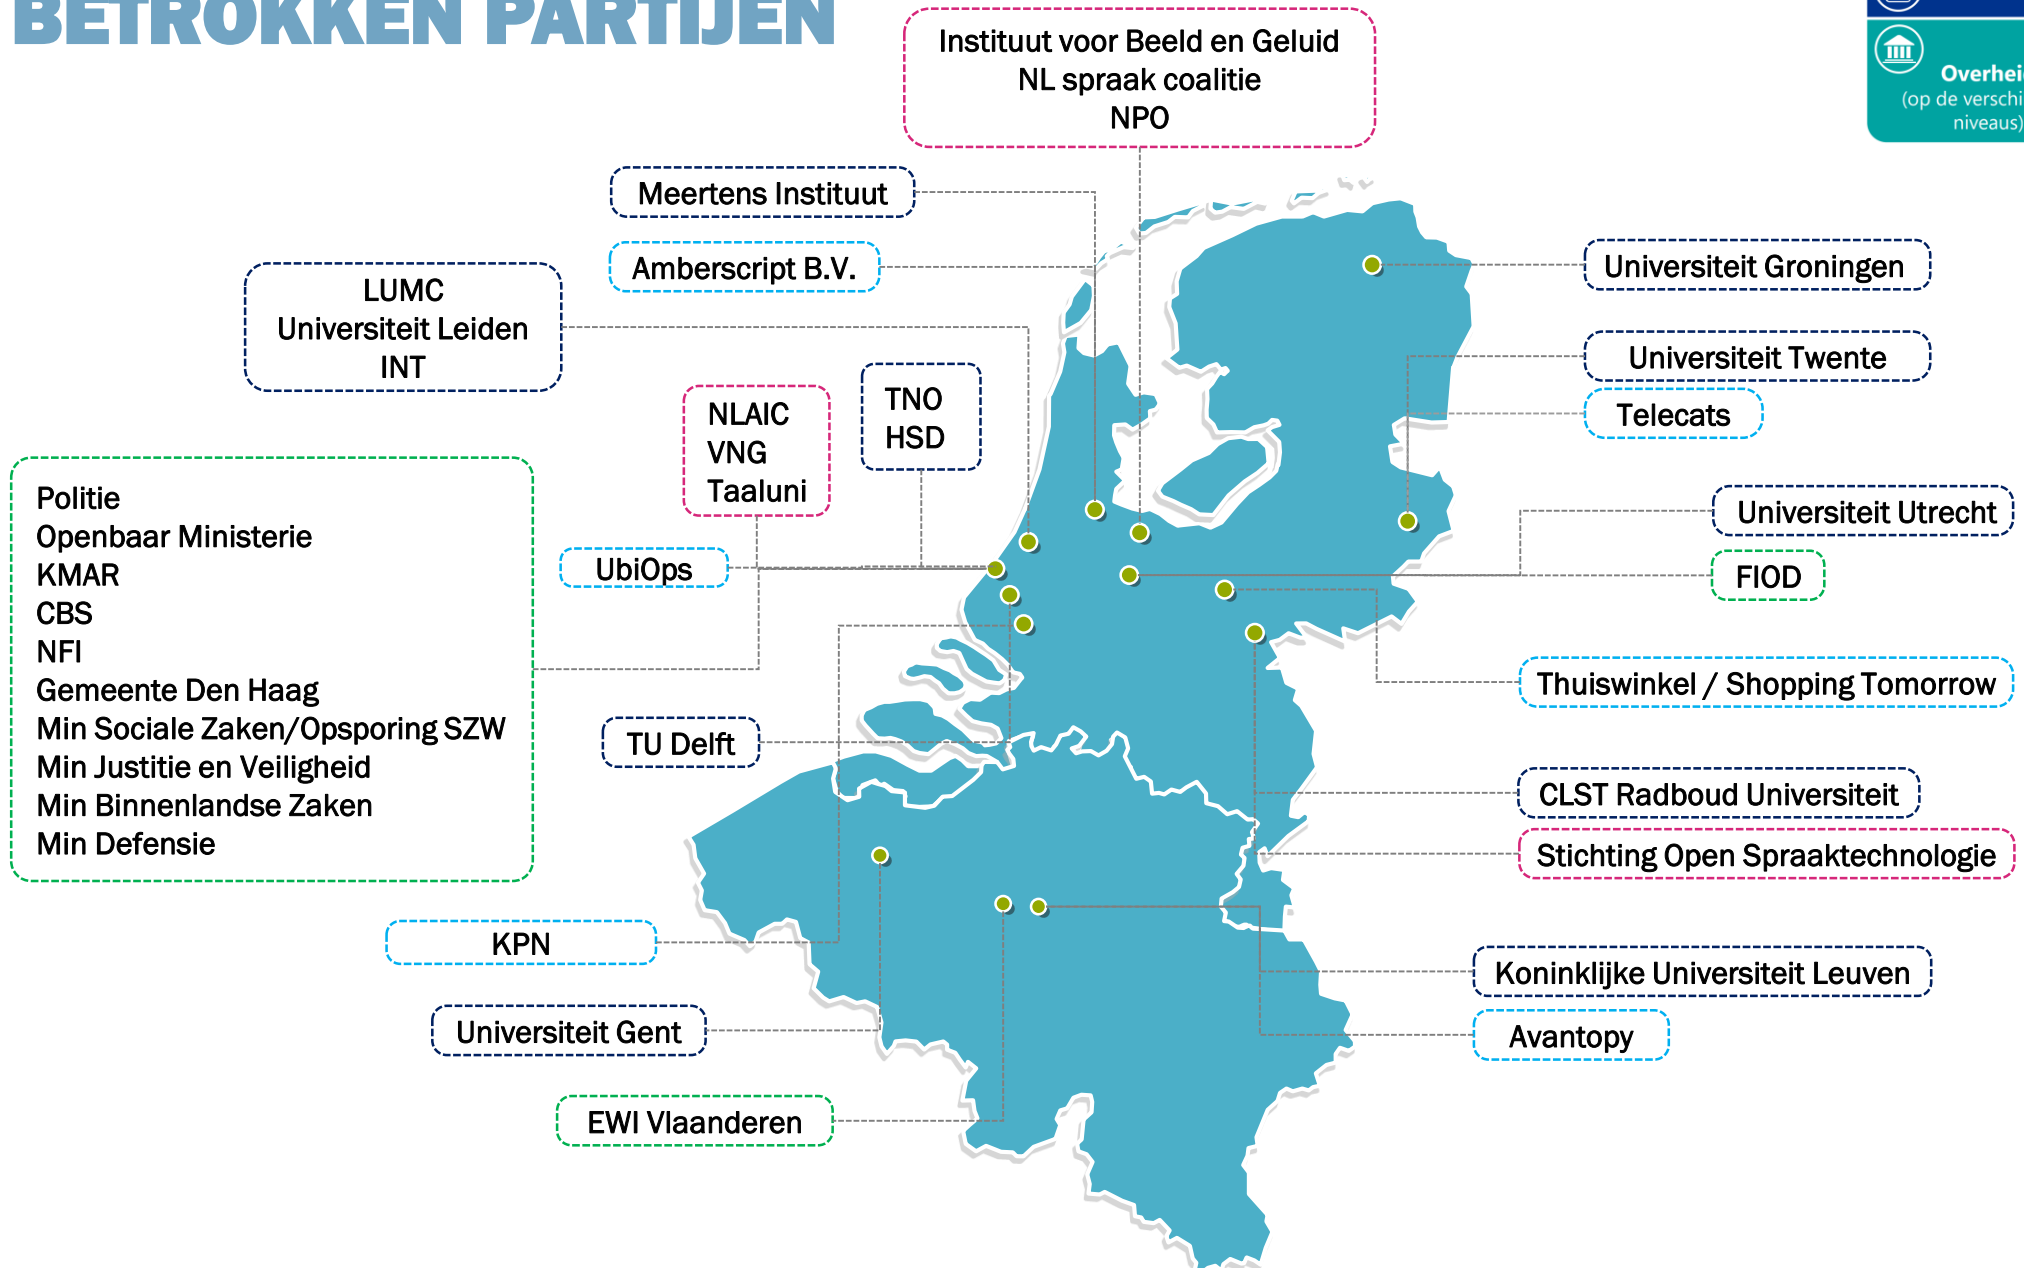 BETROKKEN PARTIJEN
Instituut voor Beeld en Geluid
NL spraak coalitie
NPO
(op de verschi
niveaus)
Meertens Instituut
Amberscript B.V.
LUMC
Universiteit Leiden
INT
NLAIC
VNG
Taaluni
TNO
HSD
UbiOps
Politie
Openbaar Ministerie
KMAR
CBS
NFI
Gemeente Den Haag
Min Sociale Zaken/Opsporing SZW
Min Justitie en Veiligheid
Min Binnenlandse Zaken
Min Defensie
TU Delft
KPN
Universiteit Gent
EWI Vlaanderen
Universiteit Groningen
Universiteit Twente
Telecats
Universiteit Utrecht
FIOD
Thuiswinkel / Shopping Tomorrow
CLST Radboud Universiteit
Stichting Open Spraaktechnologie
Koninklijke Universiteit Leuven
Avantopy